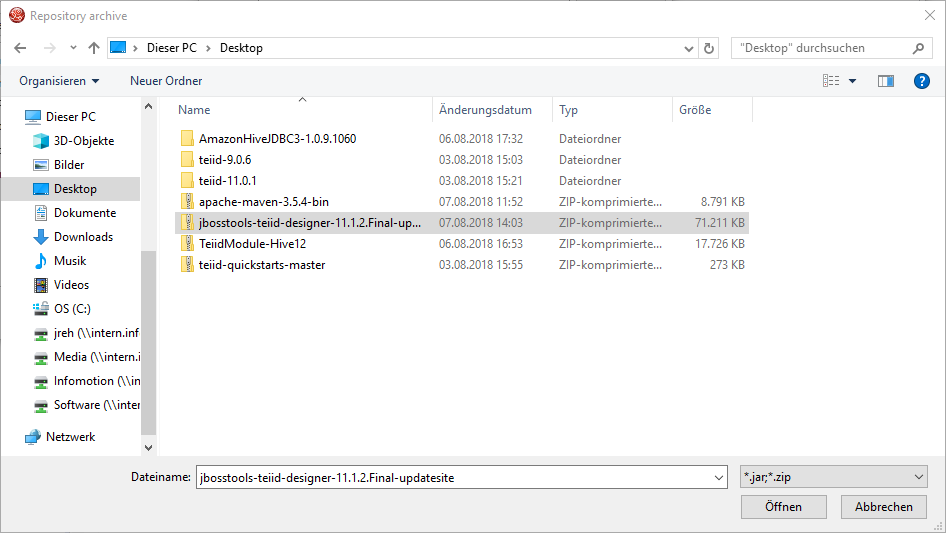 Repository archive
Dieser PC > Desktop
"Desktop" durchsuchen
Organisieren
Neuer Ordner
Name Änderungsdatum Typ Größe
AmazonHiveJDBC3-1.0.9.1060 06.08.2018 17:32 Dateiordner
teiid-9.0.6 03.08.2018 15:03 Dateiordner
teiid-11.0.1 03.08.2018 15:21 Dateiordner
apache-maven-3.5.4-bin 07.08.2018 11:52 ZIP-komprimierte... 8.791 KB
jbosstools-teiid-designer-11.1.2.Final-up... 07.08.2018 14:03 ZIP-komprimierte... 71.211 KB
TeiidModule-Hive12 06.08.2018 16:53 ZIP-komprimierte... 17.726 KB
teiid-quickstarts-master 03.08.2018 15:55 ZIP-komprimierte... 273 KB
Dieser PC
3D-Objekte
Bilder
Desktop
Dokumente
Downloads
Musik
Videos
OS (C:)
jreh (\\intern.inf
Media (\\intern.i
Infomotion (\\in
Software (\\inter
Netzwerk
Dateiname: jbosstools-teiid-designer-11.1.2.Final-updatesite
*.jar;*.zip
Öffnen
Abbrechen